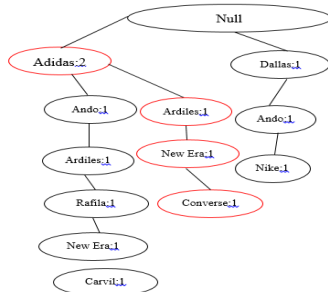 Null
Adidas:2
Dallas:1
Ando:1
Ardiles:1
Ando:1
Ardiles:1
New Era:1
Rafila:1
Converse:1
Nike:1
New Era:1
Carvil:1